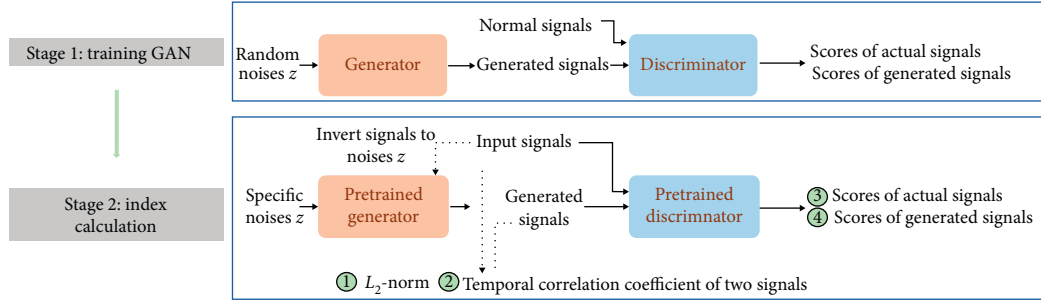 Stage 1: training GAN
Random
noises z
Generator
Normal signals
Generated signals
Discriminator
Scores of actual signals
Scores of generated signals
Stage 2: index
calculation
Invert signals to
noises z
Input signals
Specific
noises z
Pretrained
generator
Generated
signals
Pretrained
discrimnator
3 Scores of actual signals
4 Scores of generated signals
1 L2-norm 2 Temporal correlation coefficient of two signals